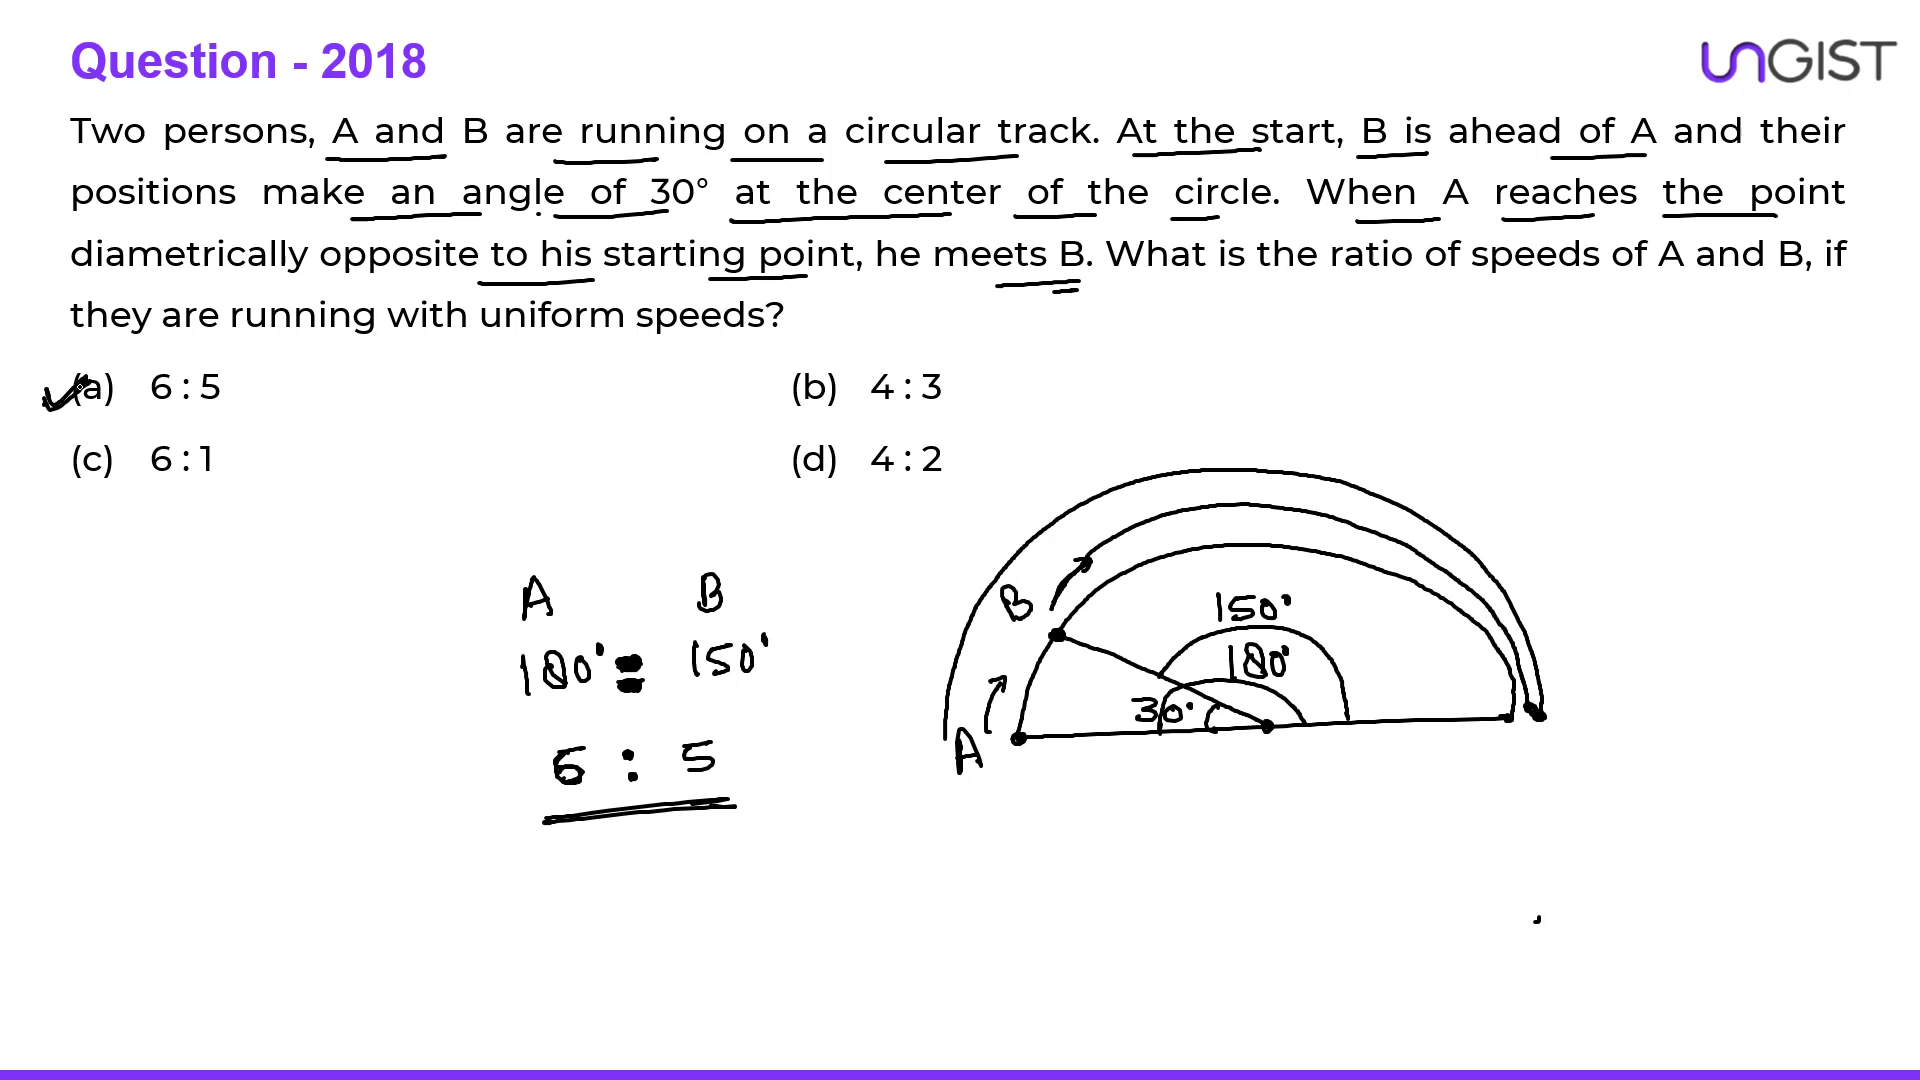 Question - 2018
UNGIST
Two persons, A and B are running on a circular track. At the start, B is ahead of A and their
positions make an angle of 30° at the center of the circle. When A reaches the point
diametrically opposite to his starting point, he meets B. What is the ratio of speeds of A and B, if
they are running with uniform speeds?
(a) 6 : 5
(b) 4 : 3
(c) 6 : 1
(d) 4 : 2
A B
180° = 150°
6 : 5
B
150°
180°
30°
A